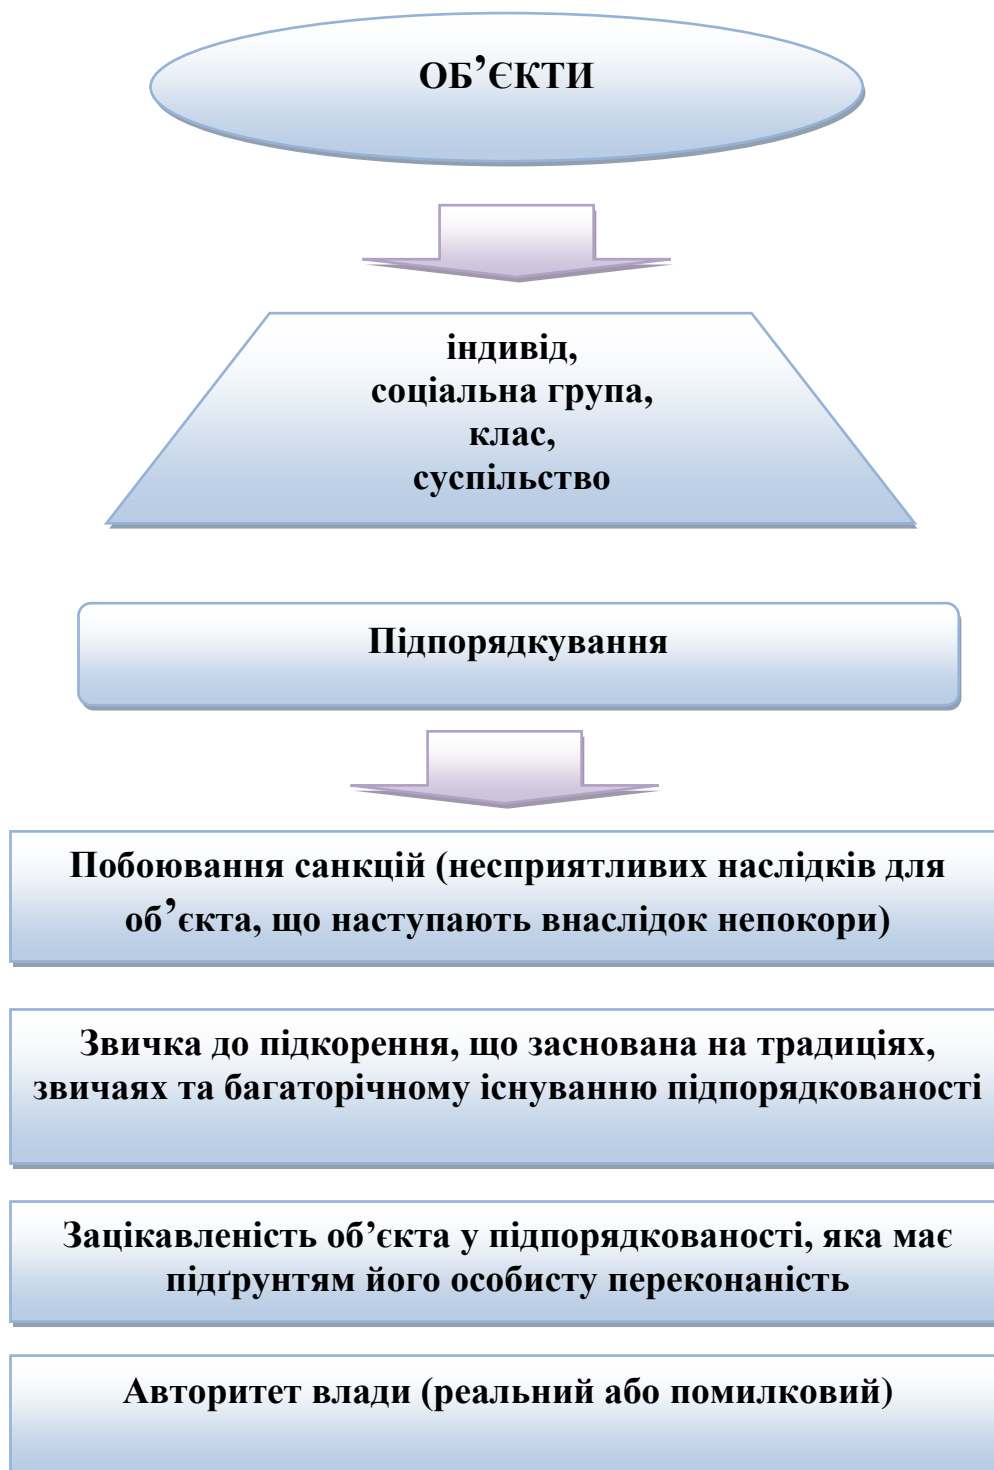 ОБ’ЄКТИ
індивід,
соціальна група,
клас,
суспільство
Підпорядкування
Побоювання санкцій (несприятливих наслідків для
об’єкта, що наступають внаслідок непокори)
Звичка до підкорення, що заснована на традиціях,
звичаях та багаторічному існуванню підпорядкованості
Зацікавленість об’єкта у підпорядкованості, яка має
підґрунтям його особисту переконаність
Авторитет влади (реальний або помилковий)